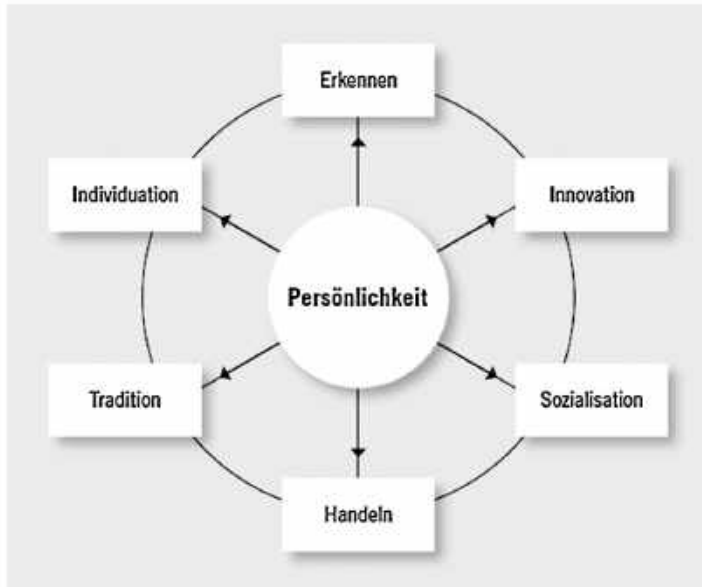 Erkennen
Individuation
Innovation
Persönlichkeit
Tradition
Sozialisation
Handeln